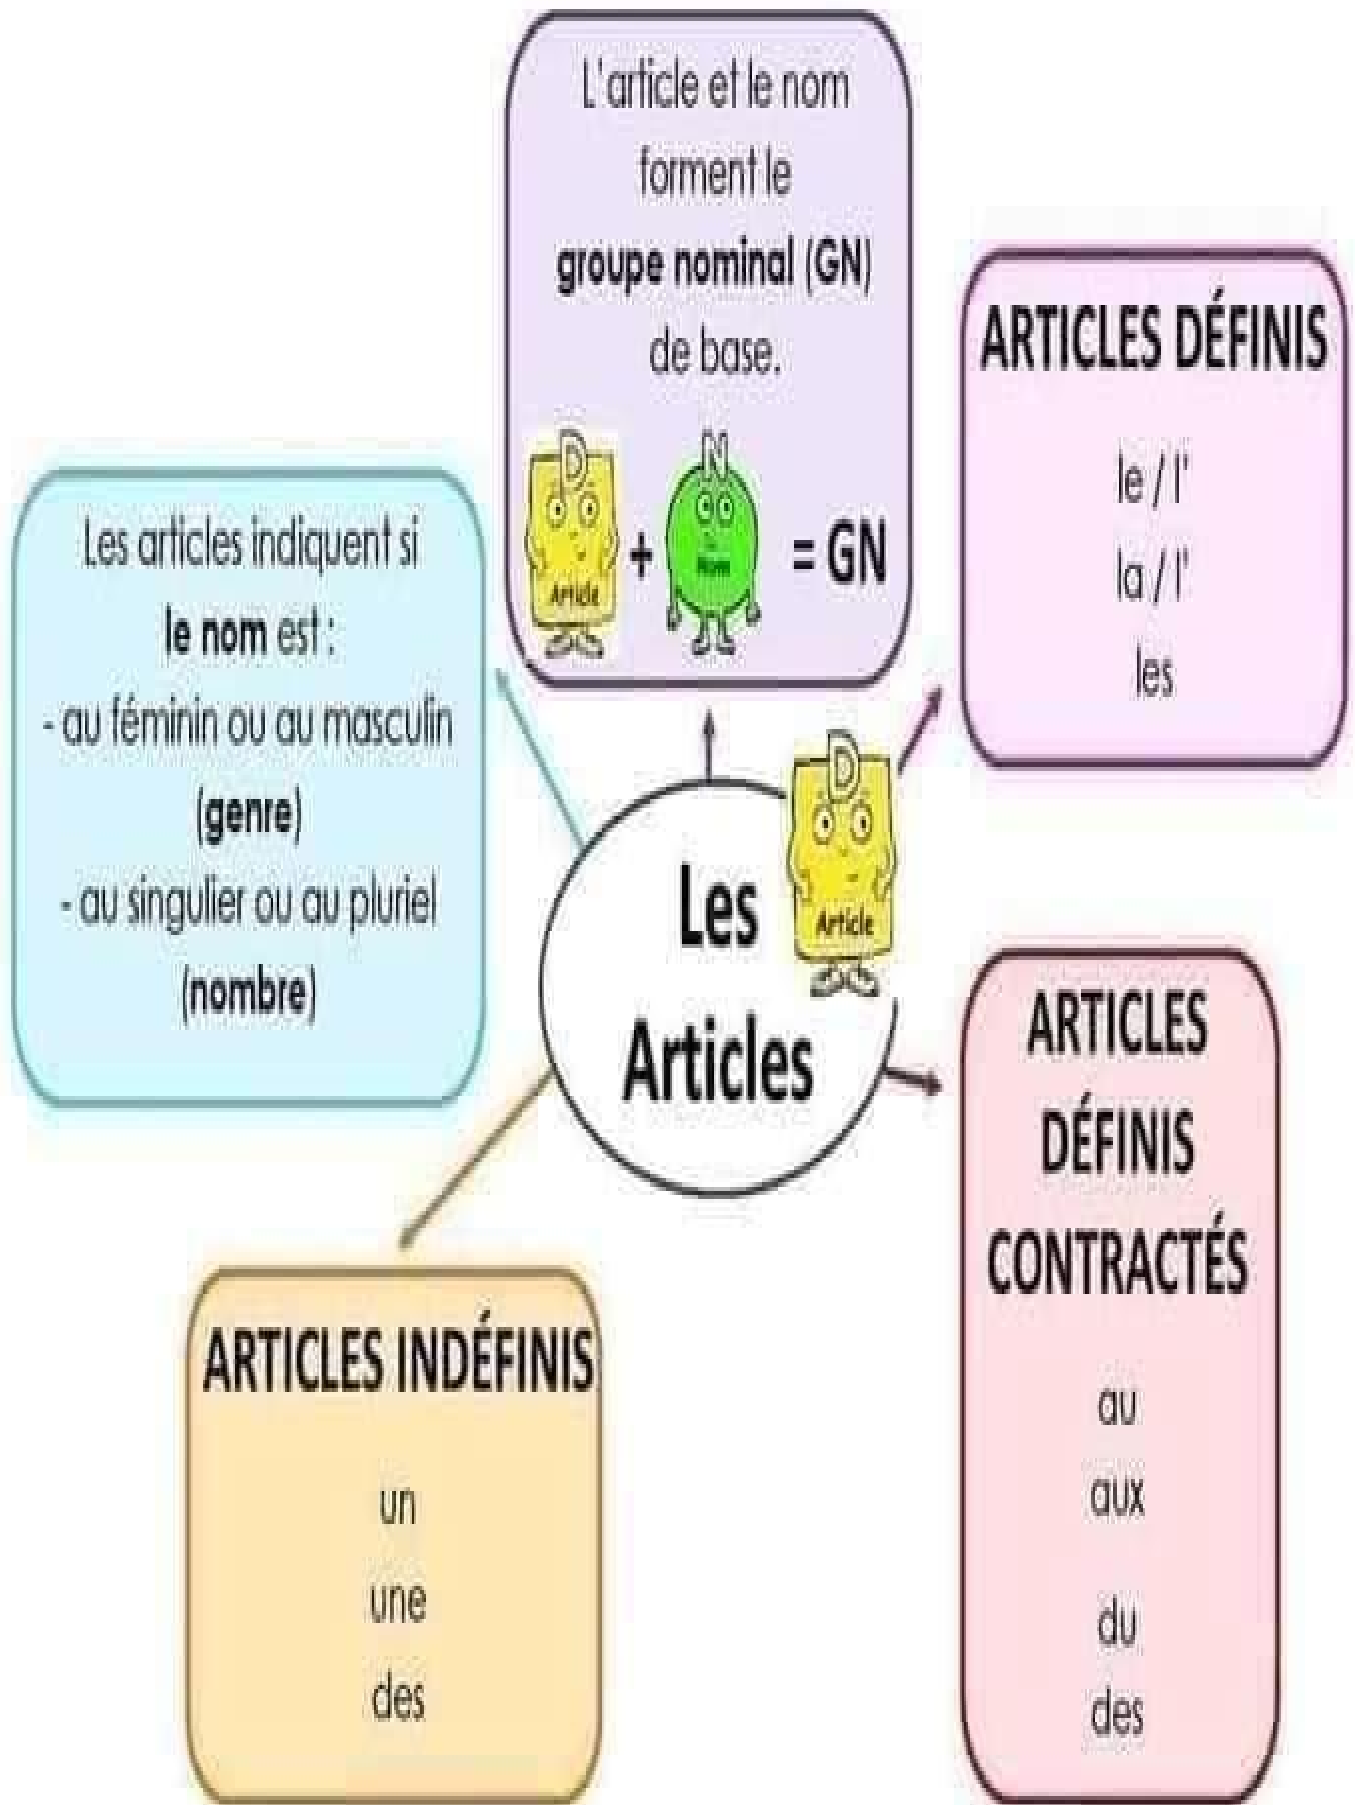 L'article et le nom
forment le
groupe nominal (GN)
de base.
D
N
Article
+
Nom
= GN
ARTICLES DÉFINIS
le / l'
la / l'
les
Les articles indiquent si
le nom est :
- au féminin ou au masculin
(genre)
- au singulier ou au pluriel
(nombre)
Les
Articles
D
Article
ARTICLES
DÉFINIS
CONTRACTÉS
au
aux
du
des
ARTICLES INDÉFINIS
un
une
des